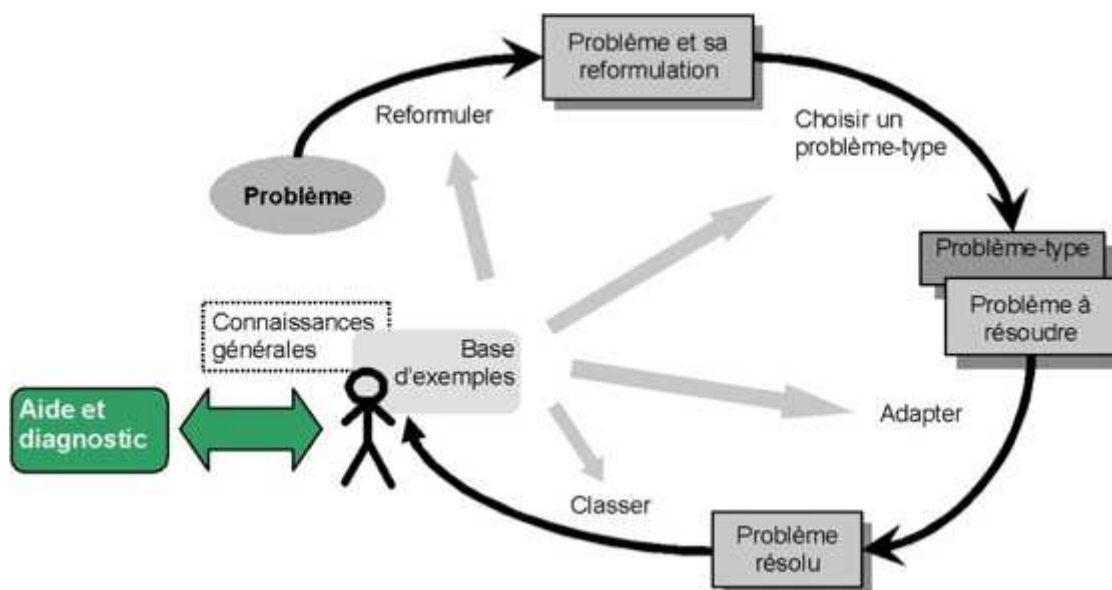 Problème et sa
reformulation
Reformuler
Choisir un
problème-type
Problème
Problème-type
Problème à
résoudre
Connaissances
générales
Base
d'exemples
Aide et
diagnostic
Adapter
Classer
Problème
résolu